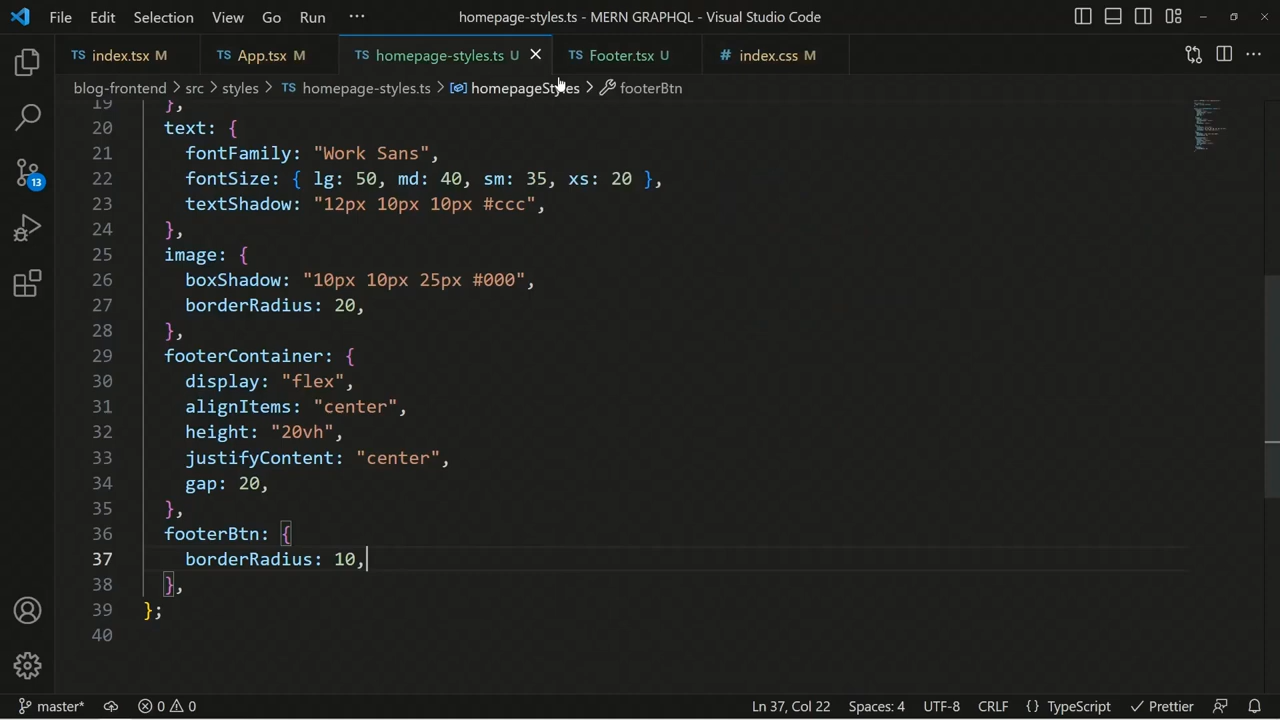 File Edit Selection View Go Run ··· homepage-styles.ts - MERN GRAPHQL - Visual Studio Code
TS index.tsx M TS App.tsx M TS homepage-styles.ts U TS Footer.tsx U # index.css M
blog-frontend > src > styles > TS homepage-styles.ts > homepageStyles > footerBtn
19 },
20 text: {
21 fontFamily: "Work Sans",
22 fontSize: { lg: 50, md: 40, sm: 35, xs: 20 },
23 textShadow: "12px 10px 10px #ccc",
24 },
25 image: {
26 boxShadow: "10px 10px 25px #000",
27 borderRadius: 20,
28 },
29 footerContainer: {
30 display: "flex",
31 alignItems: "center",
32 height: "20vh",
33 justifyContent: "center",
34 gap: 20,
35 },
36 footerBtn: {
37 borderRadius: 10,
38 },
39 };
40
13
master* 0 0 Ln 37, Col 22 Spaces: 4 UTF-8 CRLF { } TypeScript Prettier